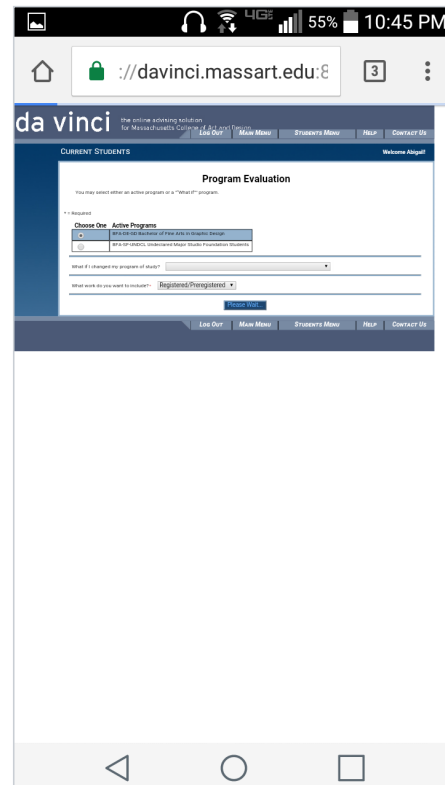 4G 55% 10:45 PM
://davinci.massart.edu:8 3
da vinci the online advising solution
for Massachusetts College of Art and Design
LOG OUT MAIN MENU STUDENTS MENU HELP CONTACT US
CURRENT STUDENTS Welcome Abigail!
Program Evaluation
You may select either an active program or a "What if" program.
* = Required
Choose One Active Programs
BFA-GE-GD Bachelor of Fine Arts in Graphic Design
BFA-SF-UNDCL Undeclared Major Studio Foundation Students
What if I changed my program of study?
What work do you want to include?* Registered/Preregistered
Please Wait...
LOG OUT MAIN MENU STUDENTS MENU HELP CONTACT US